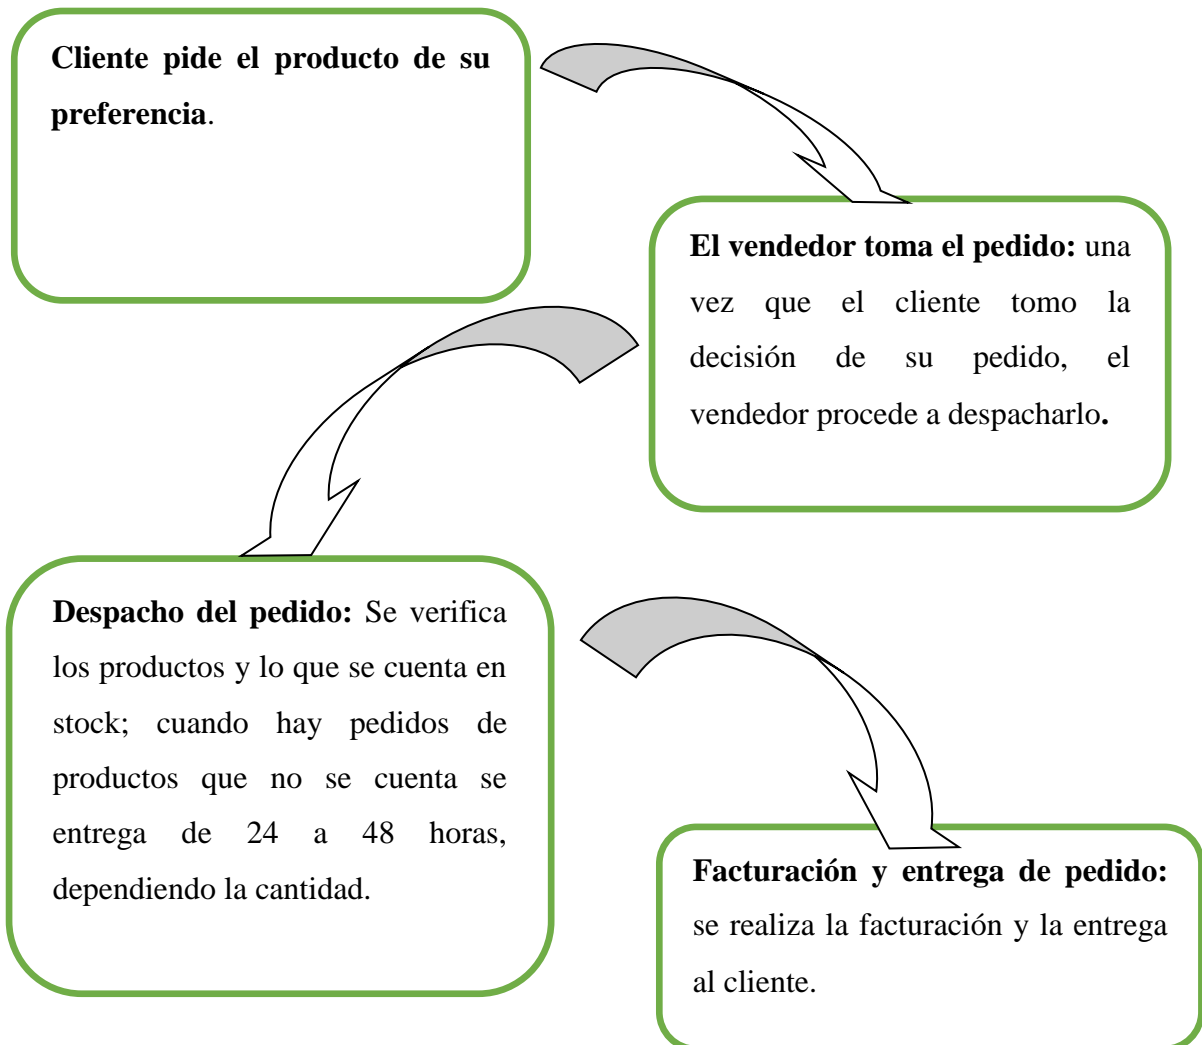 Cliente pide el producto de su
preferencia.
El vendedor toma el pedido: una
vez que el cliente tomo la
decisión de su pedido, el
vendedor procede a despacharlo.
Despacho del pedido: Se verifica
los productos y lo que se cuenta en
stock; cuando hay pedidos de
productos que no se cuenta se
entrega de 24 a 48 horas,
dependiendo la cantidad.
Facturación y entrega de pedido:
se realiza la facturación y la entrega
al cliente.